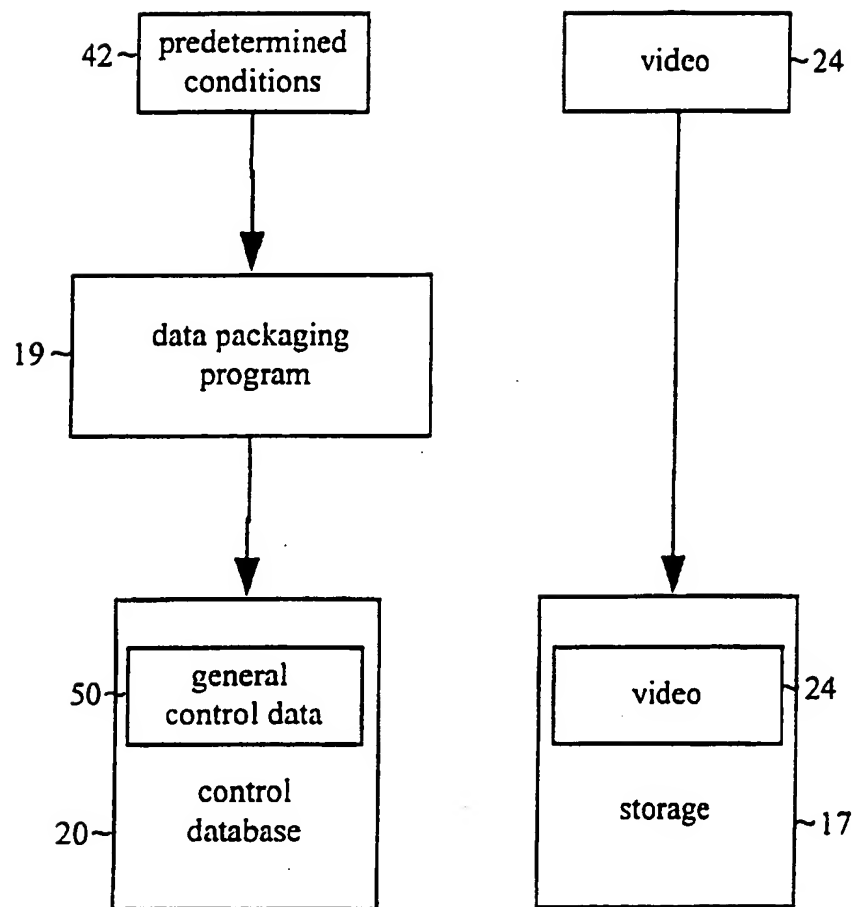 42
predetermined
conditions
video
24
19
data packaging
program
50
general
control data
video
24
control
database
20
storage
17